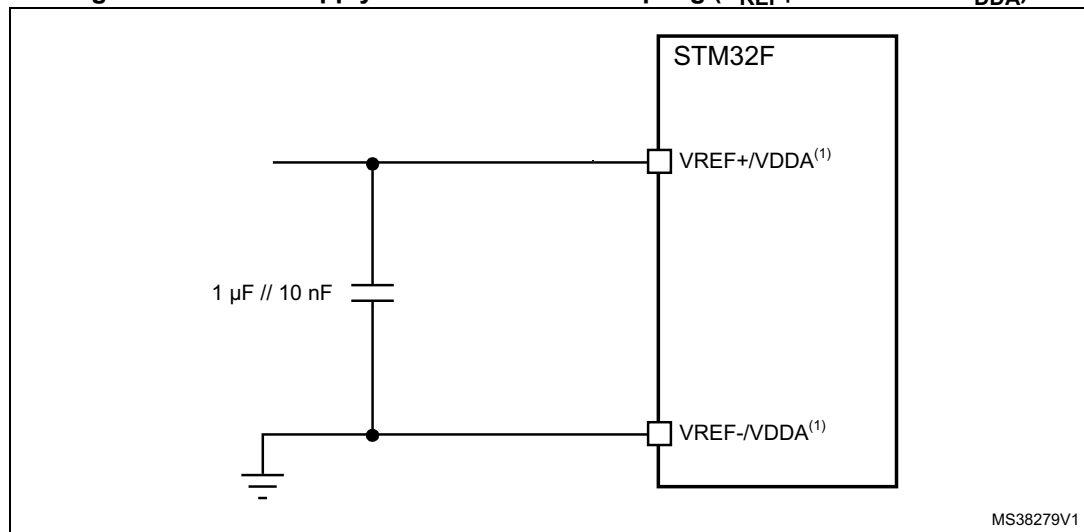 STM32F
VREF+/VDDA(1)
1 µF // 10 nF
VREF-/VDDA(1)
MS38279V1